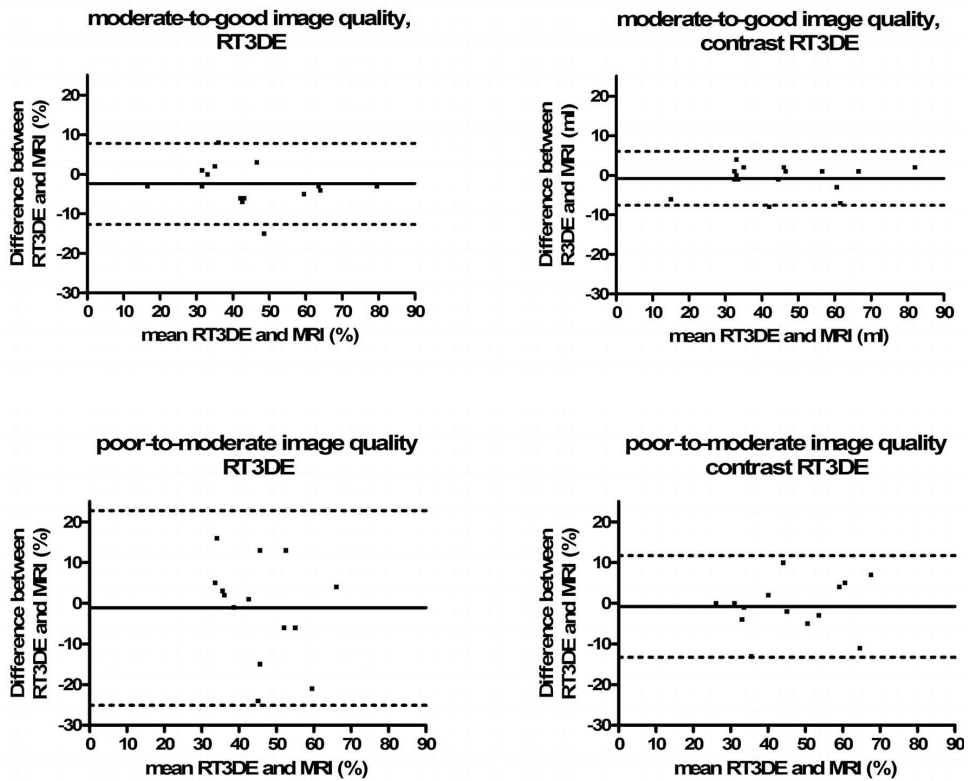 moderate-to-good image quality,
RT3DE
Difference between
RT3DE and MRI (%)
20
10
0
-10
-20
-30
0 10 20 30 40 50 60 70 80 90
mean RT3DE and MRI (%)
moderate-to-good image quality,
contrast RT3DE
Difference between
R3DE and MRI (ml)
20
10
0
-10
-20
-30
0 10 20 30 40 50 60 70 80 90
mean RT3DE and MRI (ml)
poor-to-moderate image quality
RT3DE
Difference between
RT3DE and MRI (%)
20
10
0
-10
-20
-30
0 10 20 30 40 50 60 70 80 90
mean RT3DE and MRI (%)
poor-to-moderate image quality
contrast RT3DE
Difference between
RT3DE and MRI (%)
20
10
0
-10
-20
-30
0 10 20 30 40 50 60 70 80 90
mean RT3DE and MRI (%)